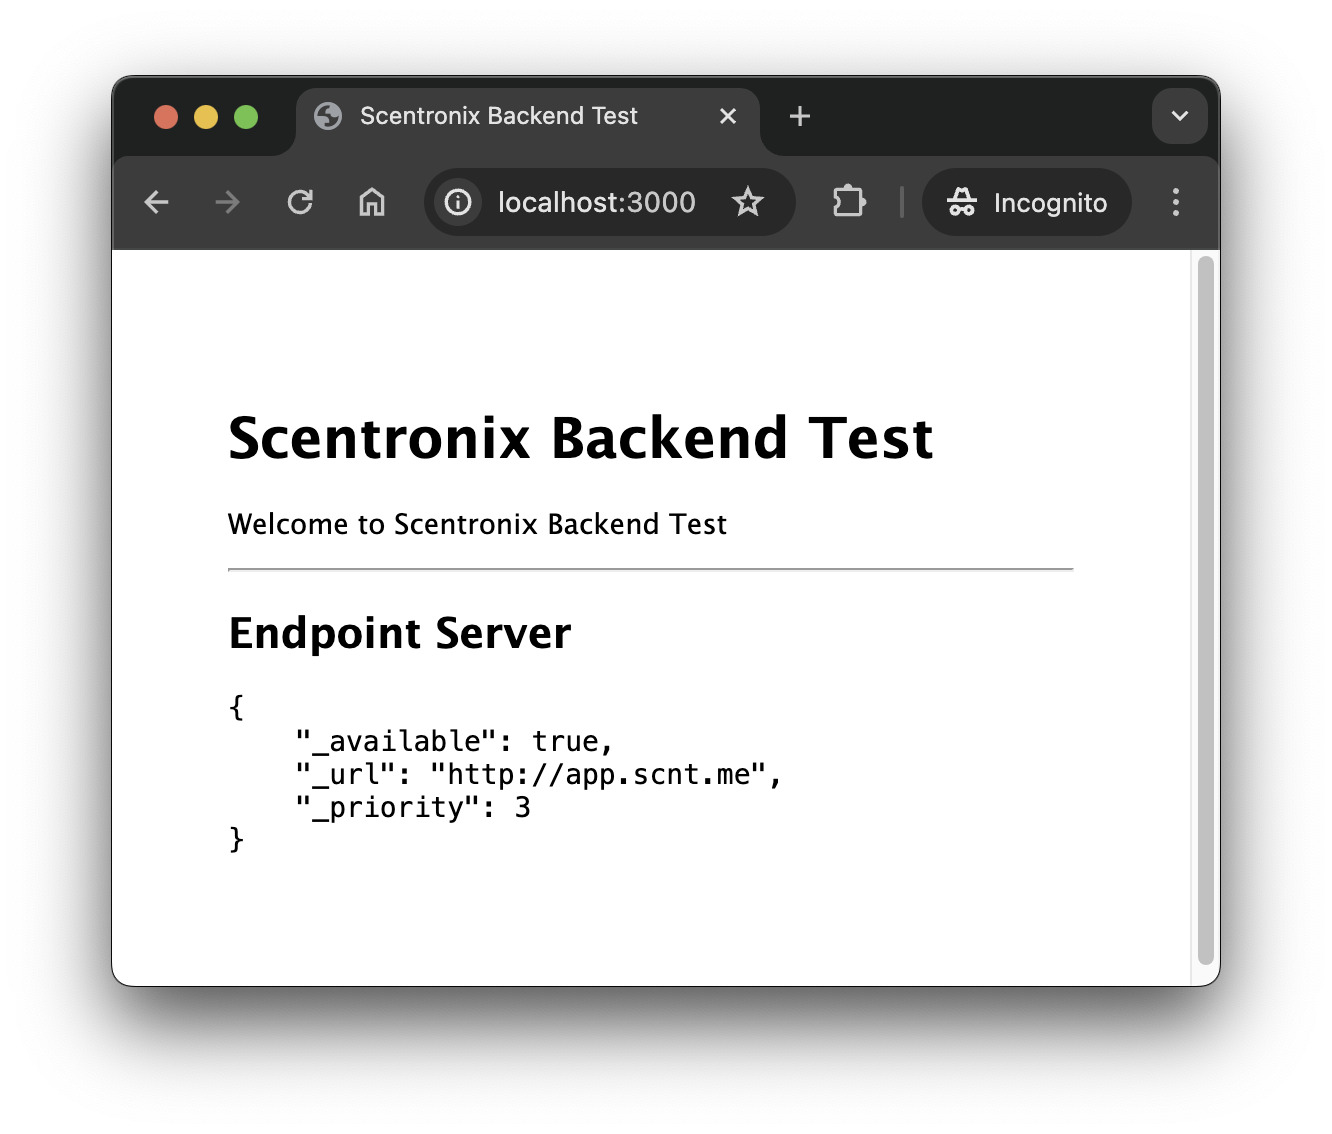 Scentronix Backend Test
localhost:3000
Incognito
Scentronix Backend Test
Welcome to Scentronix Backend Test
Endpoint Server
{
    "_available": true,
    "_url": "http://app.scnt.me",
    "_priority": 3
}